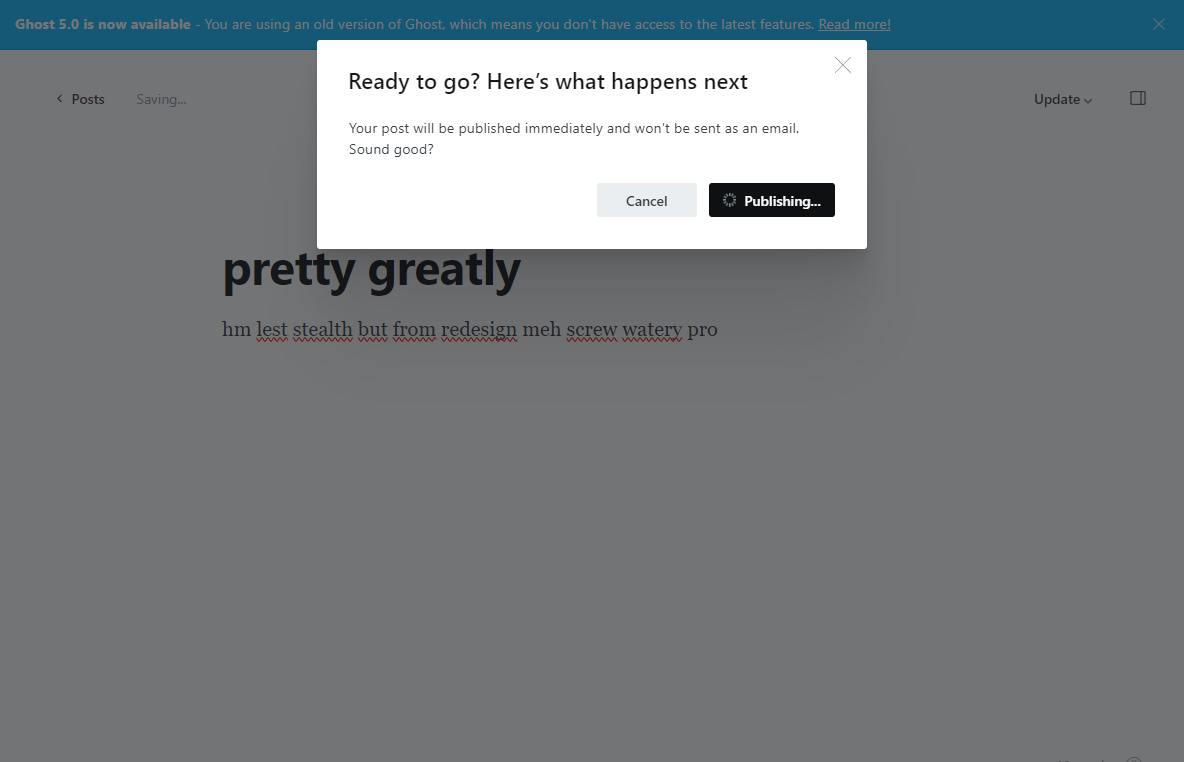 Ghost 5.0 is now available - You are using an old version of Ghost, which means you don't have access to the latest features. Read more!
Ready to go? Here’s what happens next
Posts
Saving...
Update
Your post will be published immediately and won't be sent as an email.
Sound good?
Cancel
Publishing...
pretty greatly
hm lest stealth but from redesign meh screw watery pro